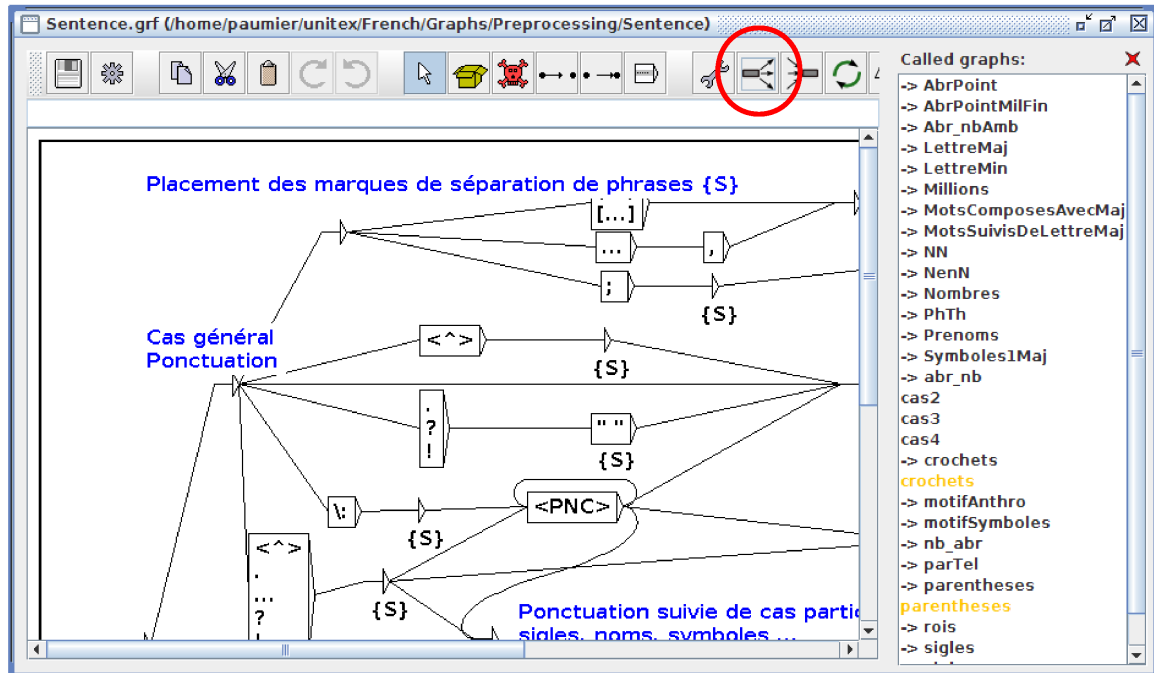 Sentence.grf (/home/paumier/unitex/French/Graphs/Preprocessing/Sentence)
Called graphs:
-> AbrPoint
-> AbrPointMilFin
-> Abr_nbAmb
-> LettreMaj
-> LettreMin
-> Millions
-> MotsComposesAvecMaj
-> MotsSuivisDeLettreMaj
-> NN
-> NenN
-> Nombres
-> PhTh
-> Prenoms
-> Symboles1Maj
-> abr_nb
cas2
cas3
cas4
-> crochets
crochets
-> motifAnthro
-> motifSymboles
-> nb_abr
-> parTel
-> parentheses
parentheses
-> rois
-> sigles
Placement des marques de séparation de phrases {S}
[...]
... ,
;
{S}
Cas général
Ponctuation
<^>
{S}
.
?
!
" "
{S}
\:
{S}
<PNC>
<^>
.
...
?
!
{S}
Ponctuation suivie de cas partic
sigles, noms, symboles ...